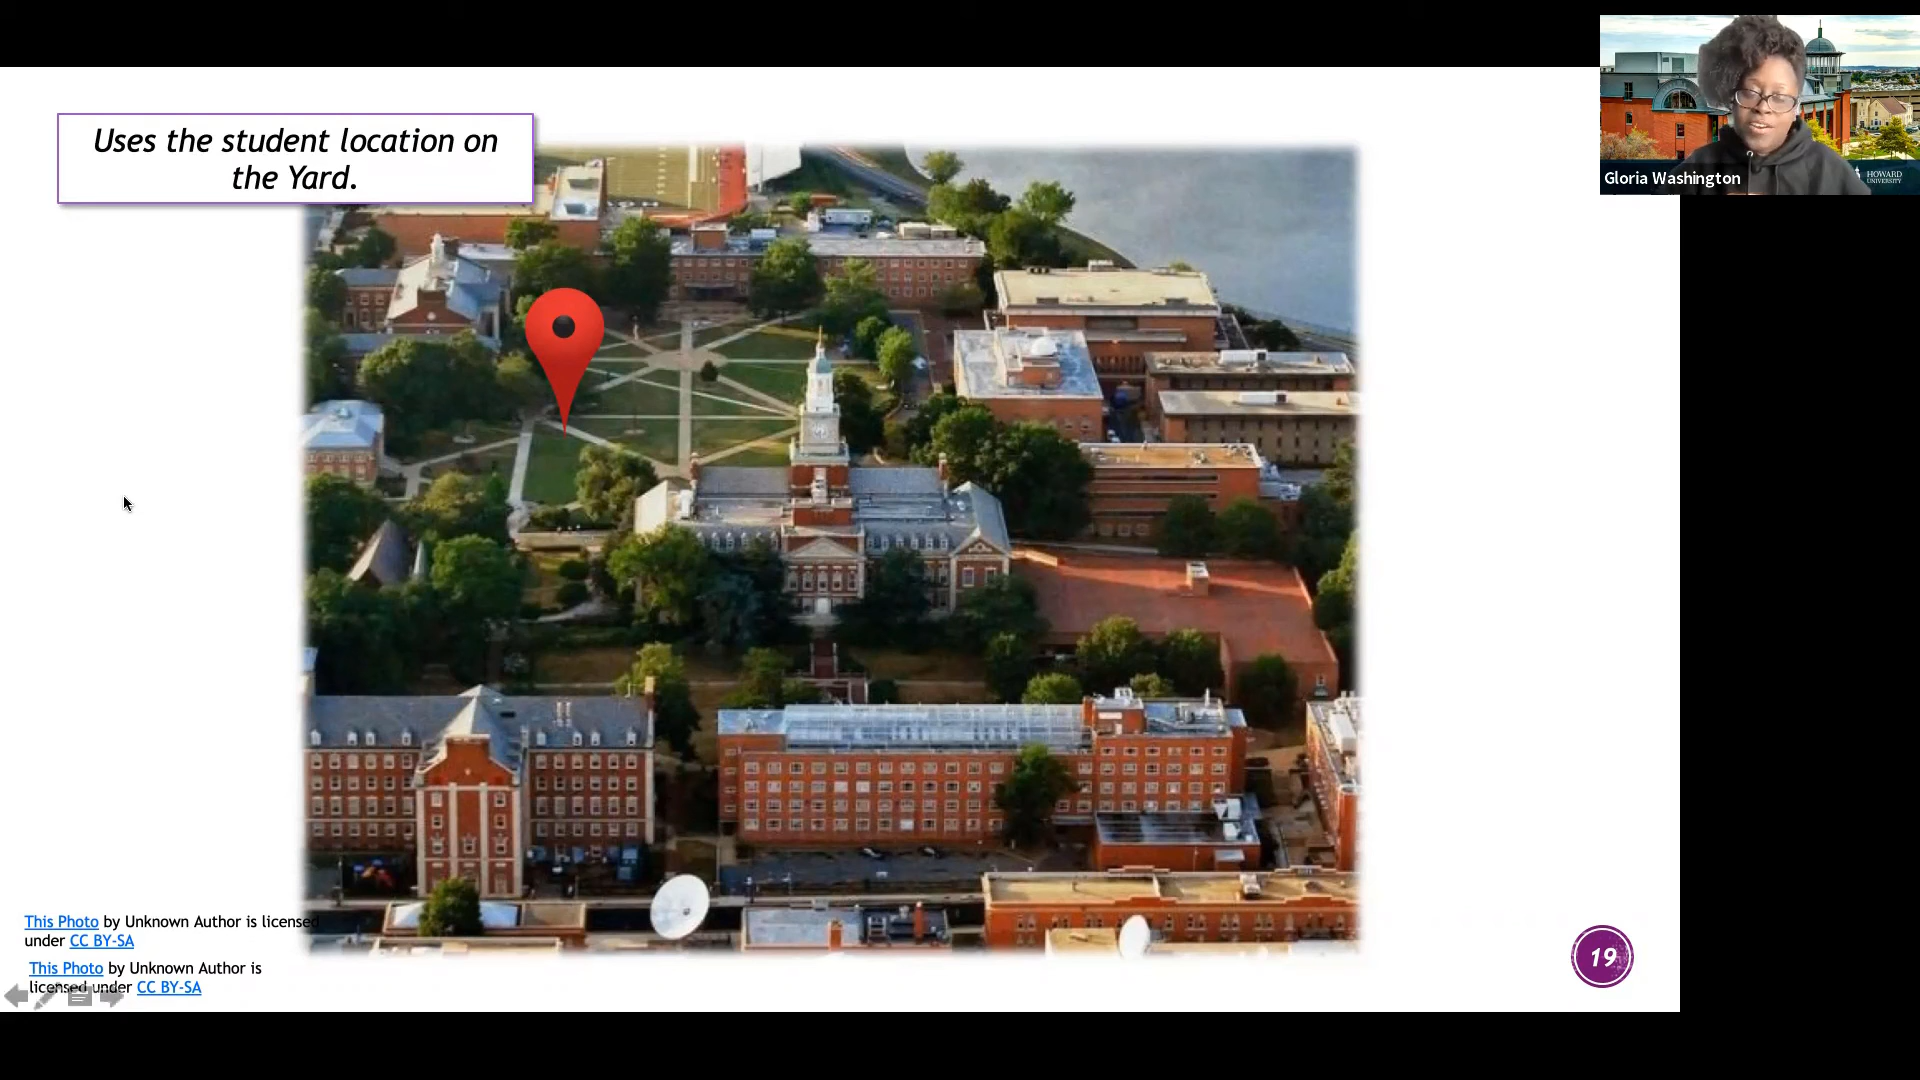 Uses the student location on
the Yard.
Gloria Washington
HOWARD
UNIVERSITY
This Photo by Unknown Author is licensed
under CC BY-SA
This Photo by Unknown Author is
licensed under CC BY-SA
19